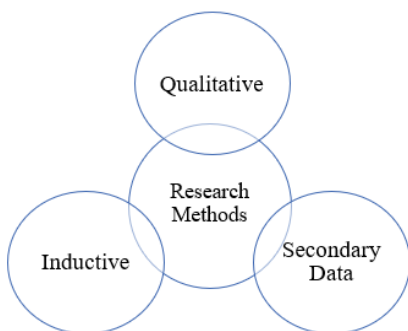 Qualitative
Research
Methods
Inductive
Secondary
Data